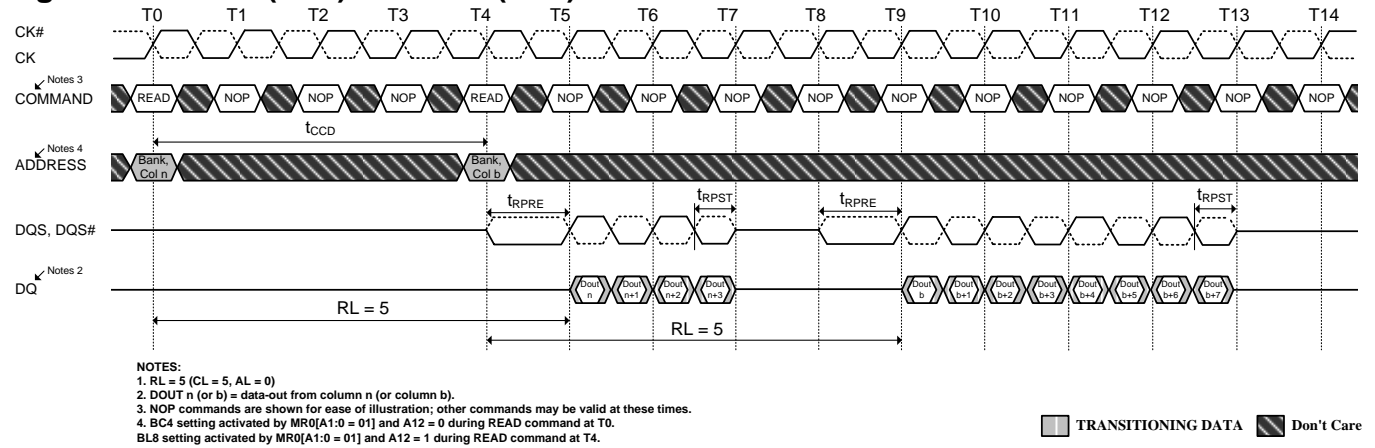 T0 T1 T2 T3 T4 T5 T6 T7 T8 T9 T10 T11 T12 T13 T14
CK#
CK
Notes 3
COMMAND READ NOP NOP NOP READ NOP NOP NOP NOP NOP NOP NOP NOP NOP NOP
tCCD
Notes 4
ADDRESS
Bank, Col n
Bank, Col b
tRPRE tRPST tRPRE tRPST
DQS, DQS#
Notes 2
DQ
Dout n
Dout n+1
Dout n+2
Dout n+3
Dout b
Dout b+1
Dout b+2
Dout b+3
Dout b+4
Dout b+5
Dout b+6
Dout b+7
RL = 5
RL = 5
NOTES:
1. RL = 5 (CL = 5, AL = 0)
2. DOUT n (or b) = data-out from column n (or column b).
3. NOP commands are shown for ease of illustration; other commands may be valid at these times.
4. BC4 setting activated by MR0[A1:0 = 01] and A12 = 0 during READ command at T0.
BL8 setting activated by MR0[A1:0 = 01] and A12 = 1 during READ command at T4.
TRANSITIONING DATA Don't Care